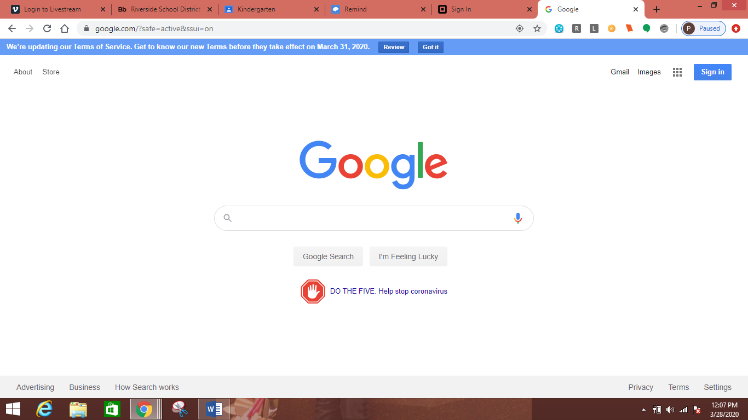 Login to Livestream
Bb Riverside School District
Kindergarten
Remind
Sign In
Google
google.com/?safe=active&ssui=on
Paused
We're updating our Terms of Service. Get to know our new Terms before they take effect on March 31, 2020.
Review
Got it
About
Store
Gmail
Images
Sign in
Google
Google Search
I'm Feeling Lucky
DO THE FIVE. Help stop coronavirus
Advertising
Business
How Search works
Privacy
Terms
Settings
12:07 PM
3/28/2020